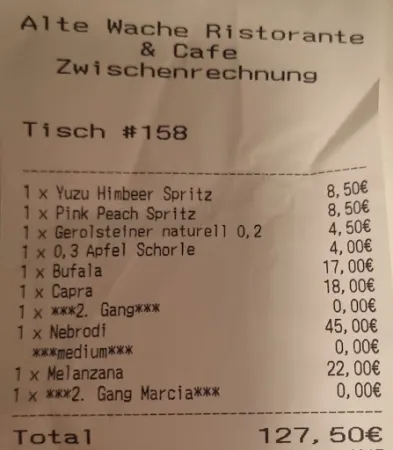 Alte Wache Ristorante
& Cafe
Zwischenrechnung
Tisch #158
1 x Yuzu Himbeer Spritz 8,50€
1 x Pink Peach Spritz 8,50€
1 x Gerolsteiner naturell 0,2 4,50€
1 x 0,3 Apfel Schorle 4,00€
1 x Bufala 17,00€
1 x Capra 18,00€
1 x ***2. Gang*** 0,00€
1 x Nebrodi 45,00€
***medium*** 0,00€
1 x Melanzana 22,00€
1 x ***2. Gang Marcia*** 0,00€
Total 127,50€